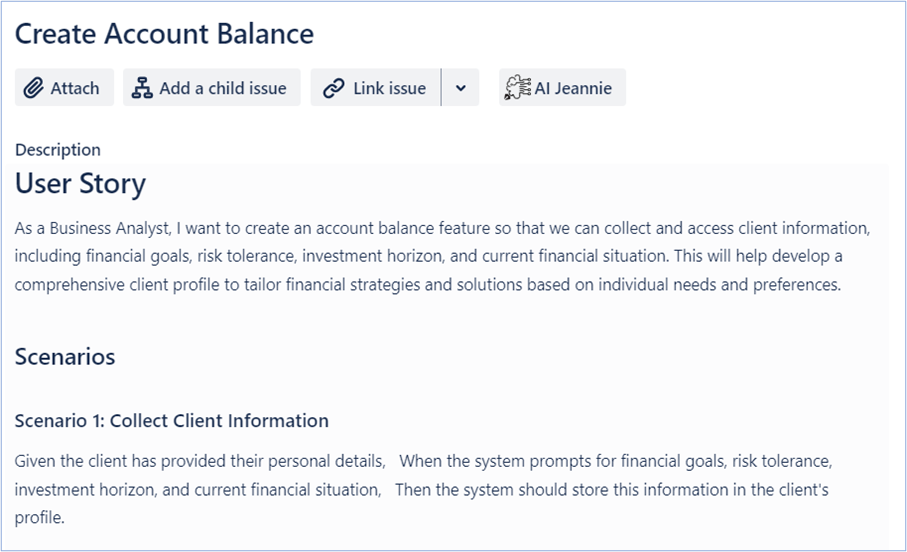 Create Account Balance
Attach Add a child issue Link issue AI Jeannie
Description
User Story
As a Business Analyst, I want to create an account balance feature so that we can collect and access client information,
including financial goals, risk tolerance, investment horizon, and current financial situation. This will help develop a
comprehensive client profile to tailor financial strategies and solutions based on individual needs and preferences.
Scenarios
Scenario 1: Collect Client Information
Given the client has provided their personal details, When the system prompts for financial goals, risk tolerance,
investment horizon, and current financial situation, Then the system should store this information in the client's
profile.